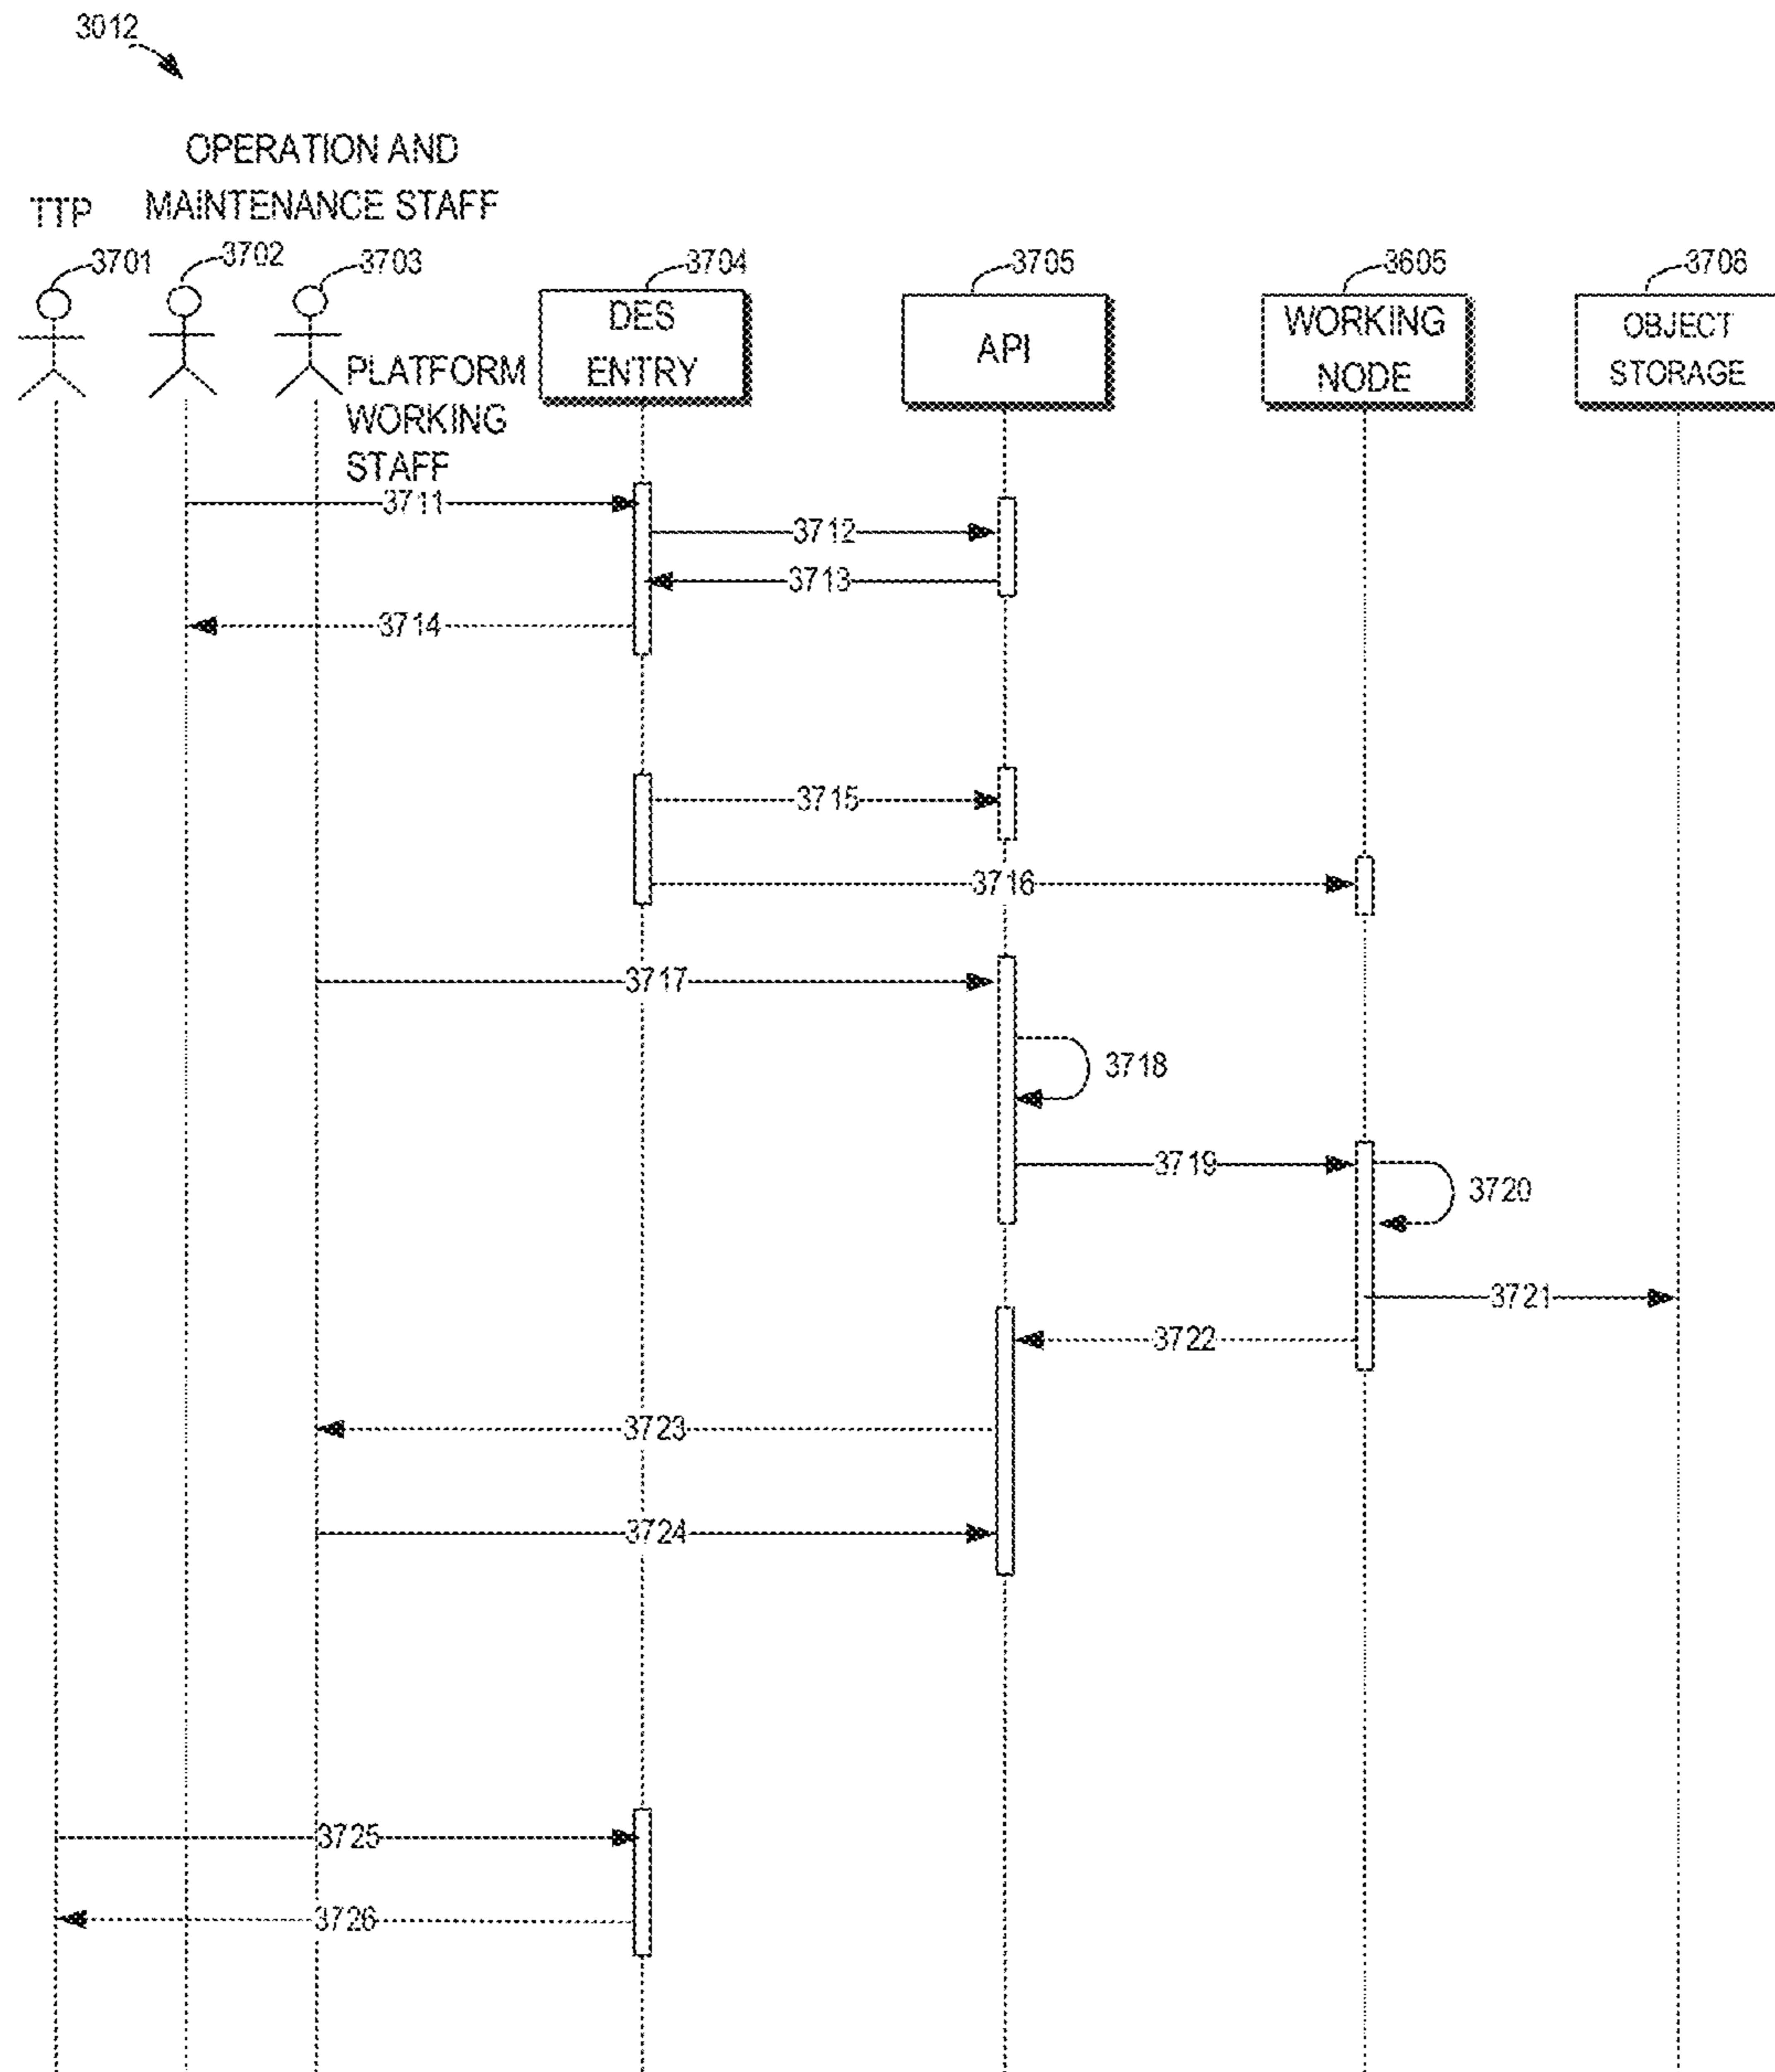 3012
OPERATION AND
MAINTENANCE STAFF
TTP
3701
3702
3703
3704
3705
3605
3706
DES
ENTRY
API
WORKING
NODE
OBJECT
STORAGE
PLATFORM
WORKING
STAFF
3711
3712
3713
3714
3715
3716
3717
3718
3719
3720
3721
3722
3723
3724
3725
3726